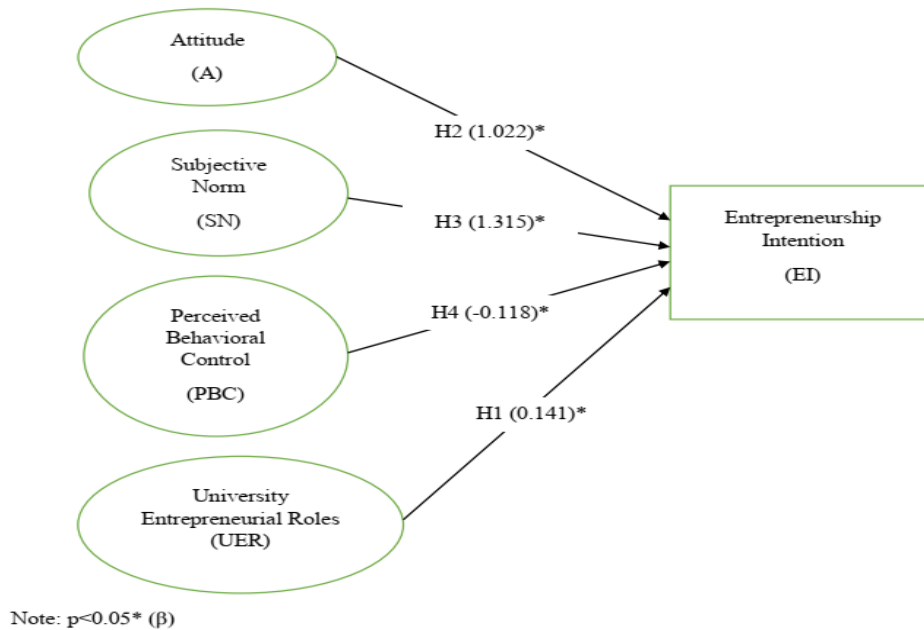 Attitude
(A)
H2 (1.022)*
Subjective
Norm
(SN)
H3 (1.315)*
Entrepreneurship
Intention
(EI)
Perceived
Behavioral
Control
(PBC)
H4 (-0.118)*
H1 (0.141)*
University
Entrepreneurial Roles
(UER)
Note: p<0.05* (β)